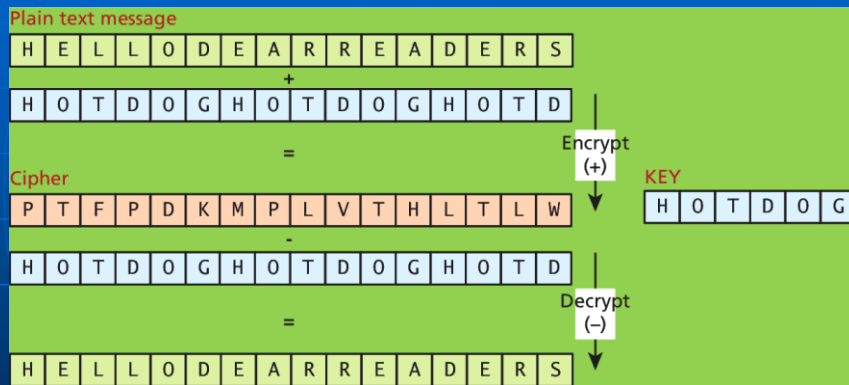 Plain text message
H E L L O D E A R R E A D E R S
+
H O T D O G H O T D O G H O T D
=
Encrypt
(+)
Cipher
KEY
P T F P D K M P L V T H L T L W
H O T D O G
-
H O T D O G H O T D O G H O T D
=
Decrypt
(–)
H E L L O D E A R R E A D E R S